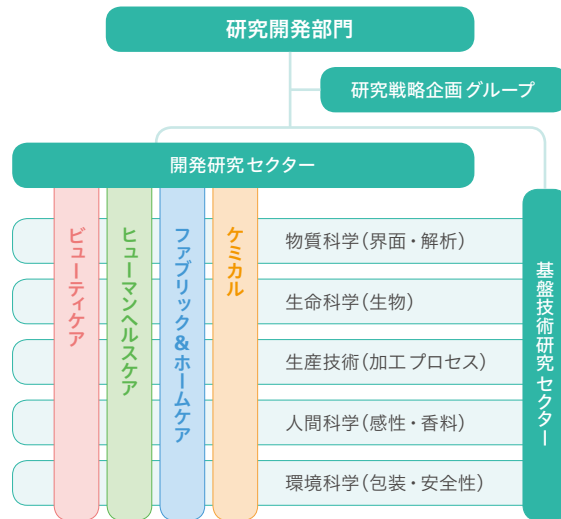 研究開発部門
研究戦略企画グループ
開発研究セクター
ビューティケア
ヒューマンヘルスケア
ファブリック&ホームケア
ケミカル
物質科学(界面・解析)
生命科学(生物)
生産技術(加工プロセス)
人間科学(感性・香料)
環境科学(包装・安全性)
基盤技術研究セクター